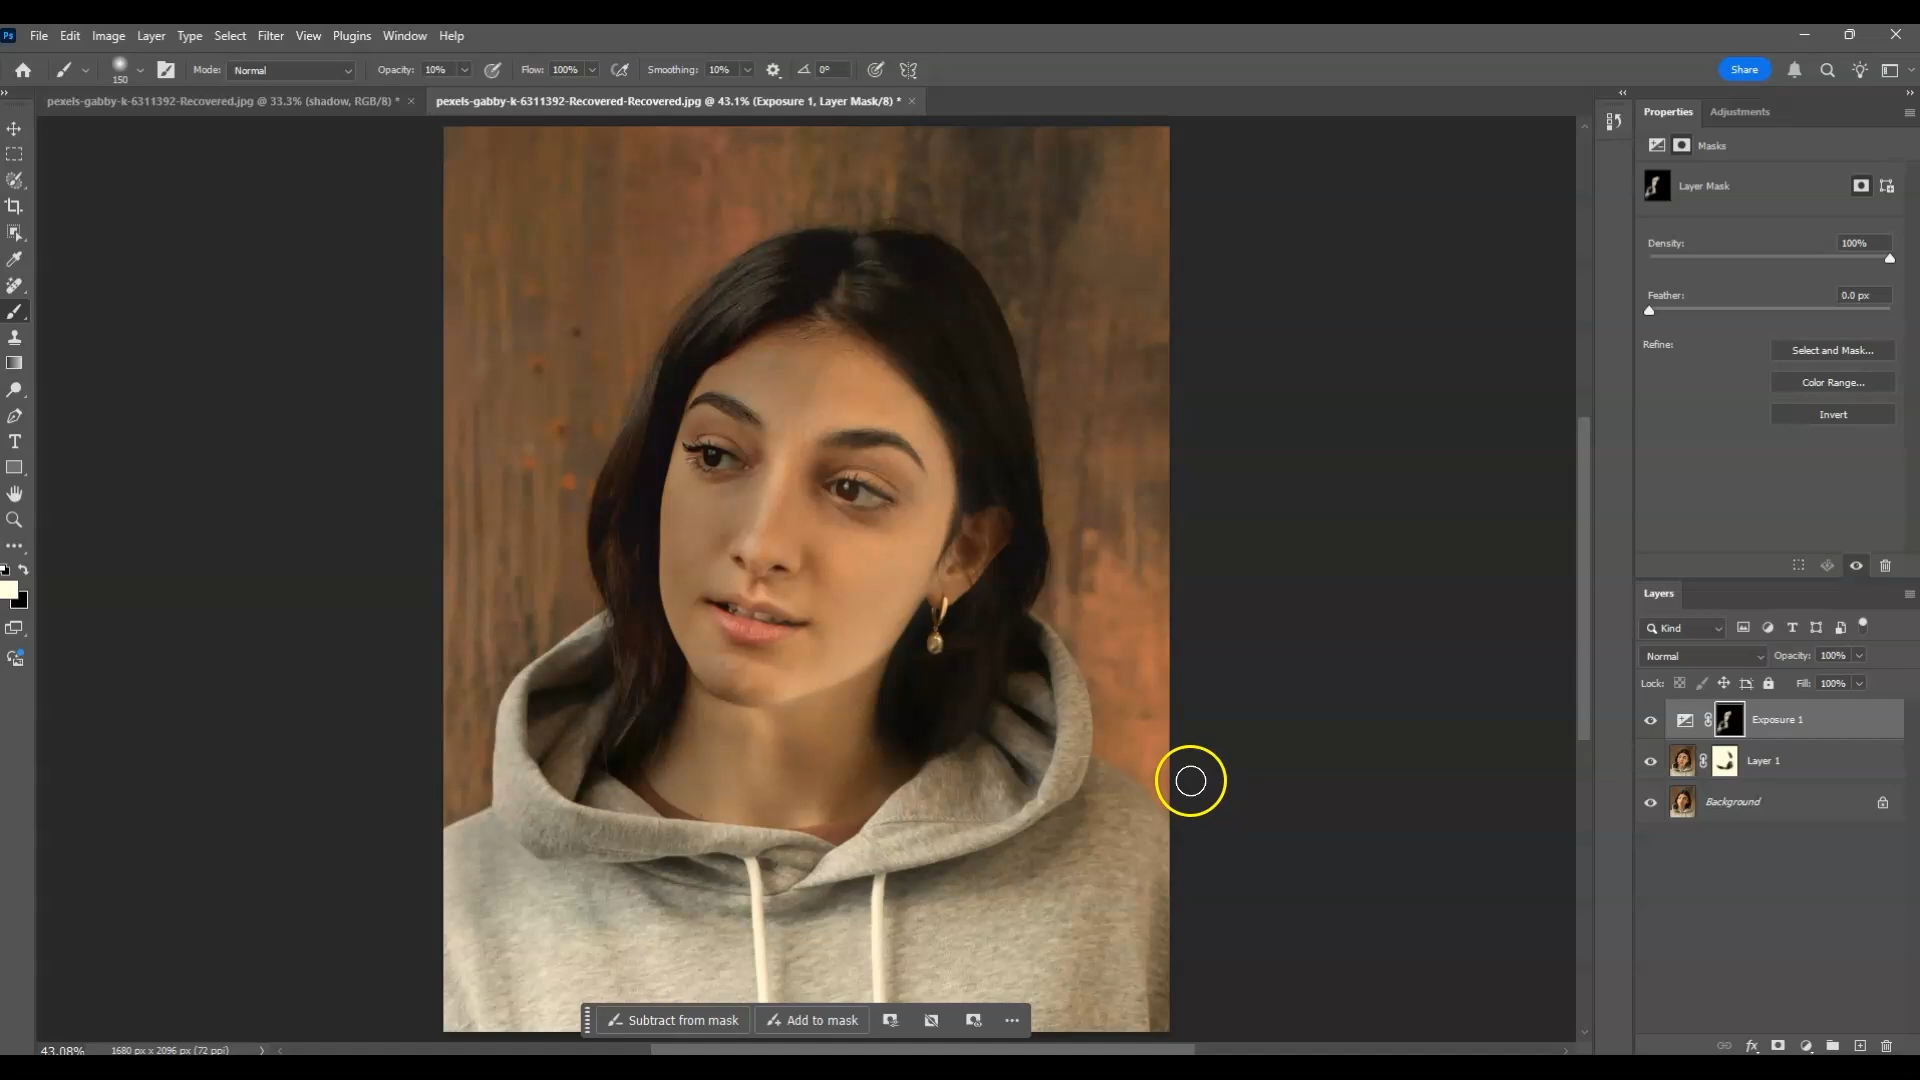 Ps File Edit Image Layer Type Select Filter View Plugins Window Help
150 Mode: Normal Opacity: 10% Flow: 100% Smoothing: 10% 0° Share
pexels-gabby-k-6311392-Recovered.jpg @ 33.3% (shadow, RGB/8) * × pexels-gabby-k-6311392-Recovered-Recovered.jpg @ 43.1% (Exposure 1, Layer Mask/8) * ×
Properties Adjustments
Masks
Layer Mask
Density: 100%
Feather: 0.0 px
Refine: Select and Mask...
Color Range...
Invert
Layers
Kind
Normal Opacity: 100%
Lock: Fill: 100%
Exposure 1
Layer 1
Background
Subtract from mask Add to mask
43.08% 1680 px x 2096 px (72 ppi)